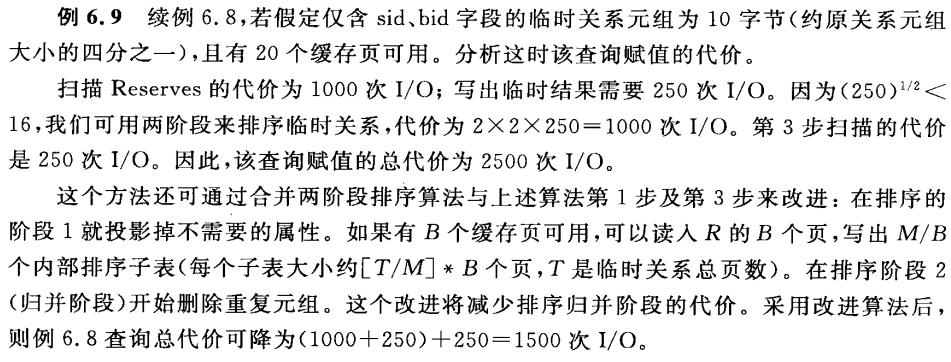 例 6.9 续例 6.8,若假定仅含 sid、bid 字段的临时关系元组为 10 字节(约原关系元组
大小的四分之一),且有 20 个缓存页可用。分析这时该查询赋值的代价。
扫描 Reserves 的代价为 1000 次 I/O; 写出临时结果需要 250 次 I/O。因为(250)^{1/2}<
16,我们可用两阶段来排序临时关系,代价为 2×2×250=1000 次 I/O。第 3 步扫描的代价
是 250 次 I/O。因此,该查询赋值的总代价为 2500 次 I/O。
这个方法还可通过合并两阶段排序算法与上述算法第 1 步及第 3 步来改进：在排序的
阶段 1 就投影掉不需要的属性。如果有 B 个缓存页可用,可以读入 R 的 B 个页,写出 M/B
个内部排序子表(每个子表大小约[T/M] * B 个页,T 是临时关系总页数)。在排序阶段 2
(归并阶段)开始删除重复元组。这个改进将减少排序归并阶段的代价。采用改进算法后,
则例 6.8 查询总代价可降为(1000+250)+250=1500 次 I/O。